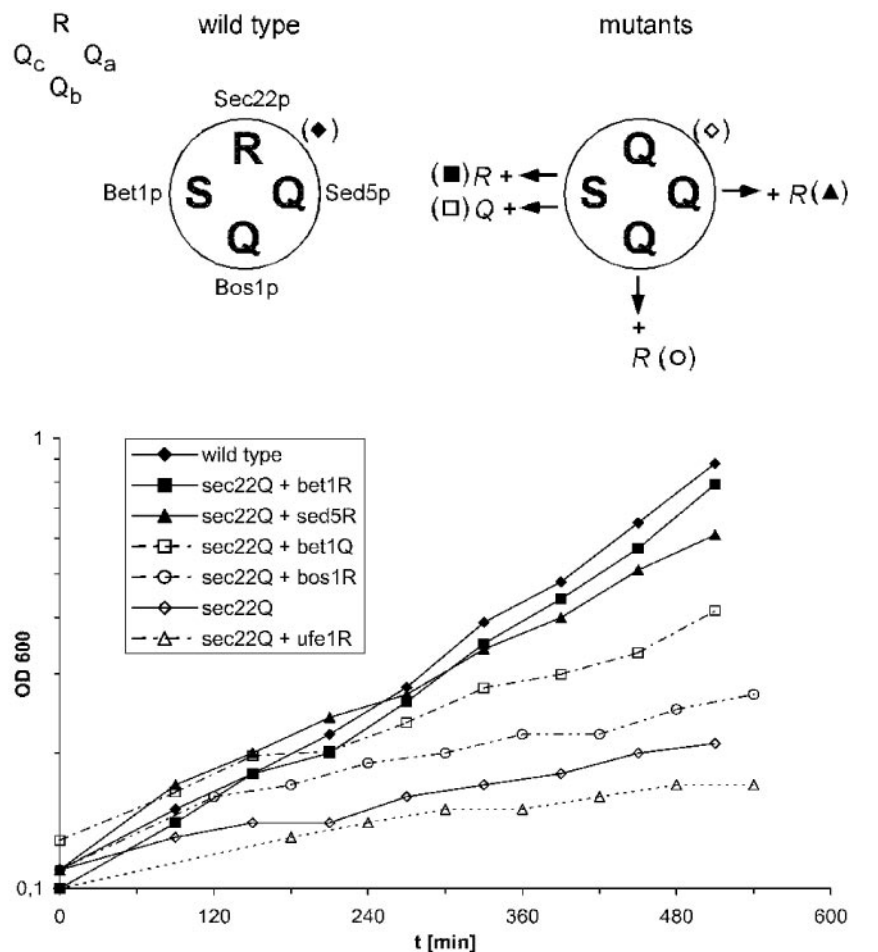 R
wild type
mutants
Qc Qa
Qb
Sec22p
(◆)
(◇)
R
Q
Bet1p
S
Q
Sed5p
(■) R +
S
Q
+ R (▲)
(□) Q +
Q
Q
Bos1p
+
R (○)
1
wild type
sec22Q + bet1R
sec22Q + sed5R
sec22Q + bet1Q
sec22Q + bos1R
sec22Q
sec22Q + ufe1R
OD 600
0,1
0 120 240 360 480 600
t [min]